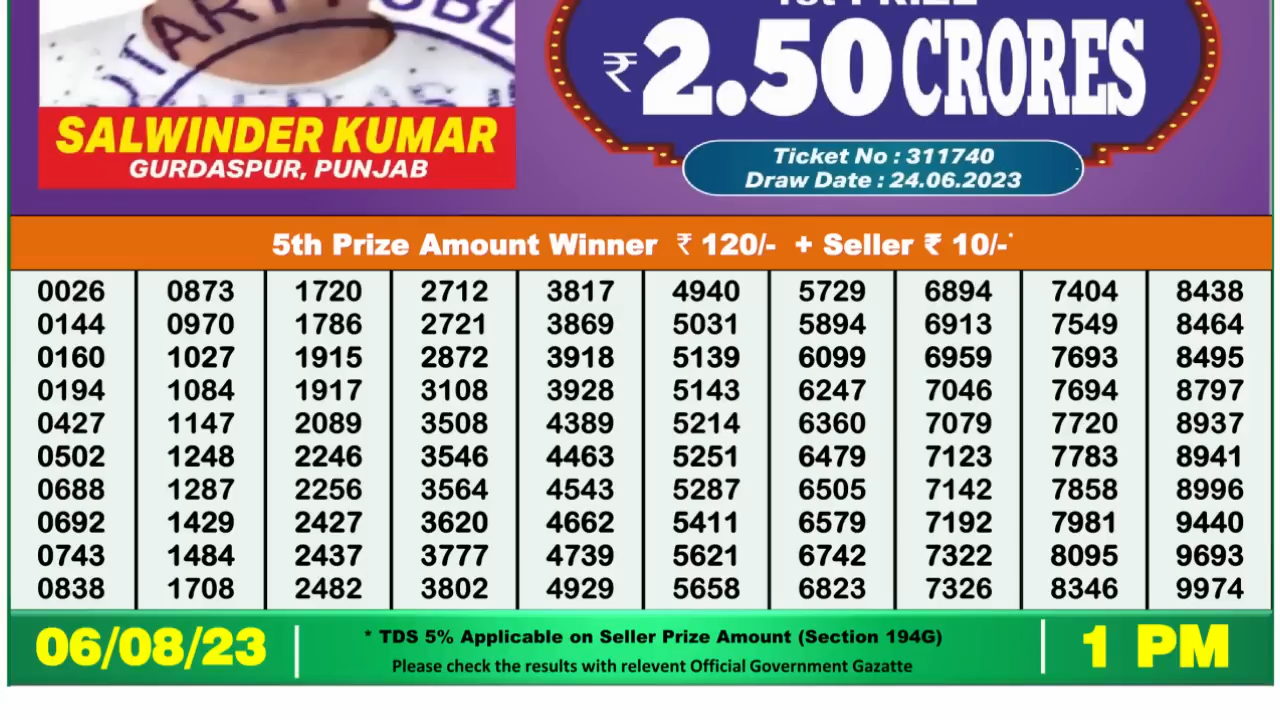 1st PRIZE
₹2.50 CRORES
SALWINDER KUMAR
GURDASPUR, PUNJAB
Ticket No : 311740
Draw Date : 24.06.2023
5th Prize Amount Winner ₹ 120/- + Seller ₹ 10/-*
0026 0873 1720 2712 3817 4940 5729 6894 7404 8438
0144 0970 1786 2721 3869 5031 5894 6913 7549 8464
0160 1027 1915 2872 3918 5139 6099 6959 7693 8495
0194 1084 1917 3108 3928 5143 6247 7046 7694 8797
0427 1147 2089 3508 4389 5214 6360 7079 7720 8937
0502 1248 2246 3546 4463 5251 6479 7123 7783 8941
0688 1287 2256 3564 4543 5287 6505 7142 7858 8996
0692 1429 2427 3620 4662 5411 6579 7192 7981 9440
0743 1484 2437 3777 4739 5621 6742 7322 8095 9693
0838 1708 2482 3802 4929 5658 6823 7326 8346 9974
06/08/23
* TDS 5% Applicable on Seller Prize Amount (Section 194G)
Please check the results with relevent Official Government Gazatte
1 PM